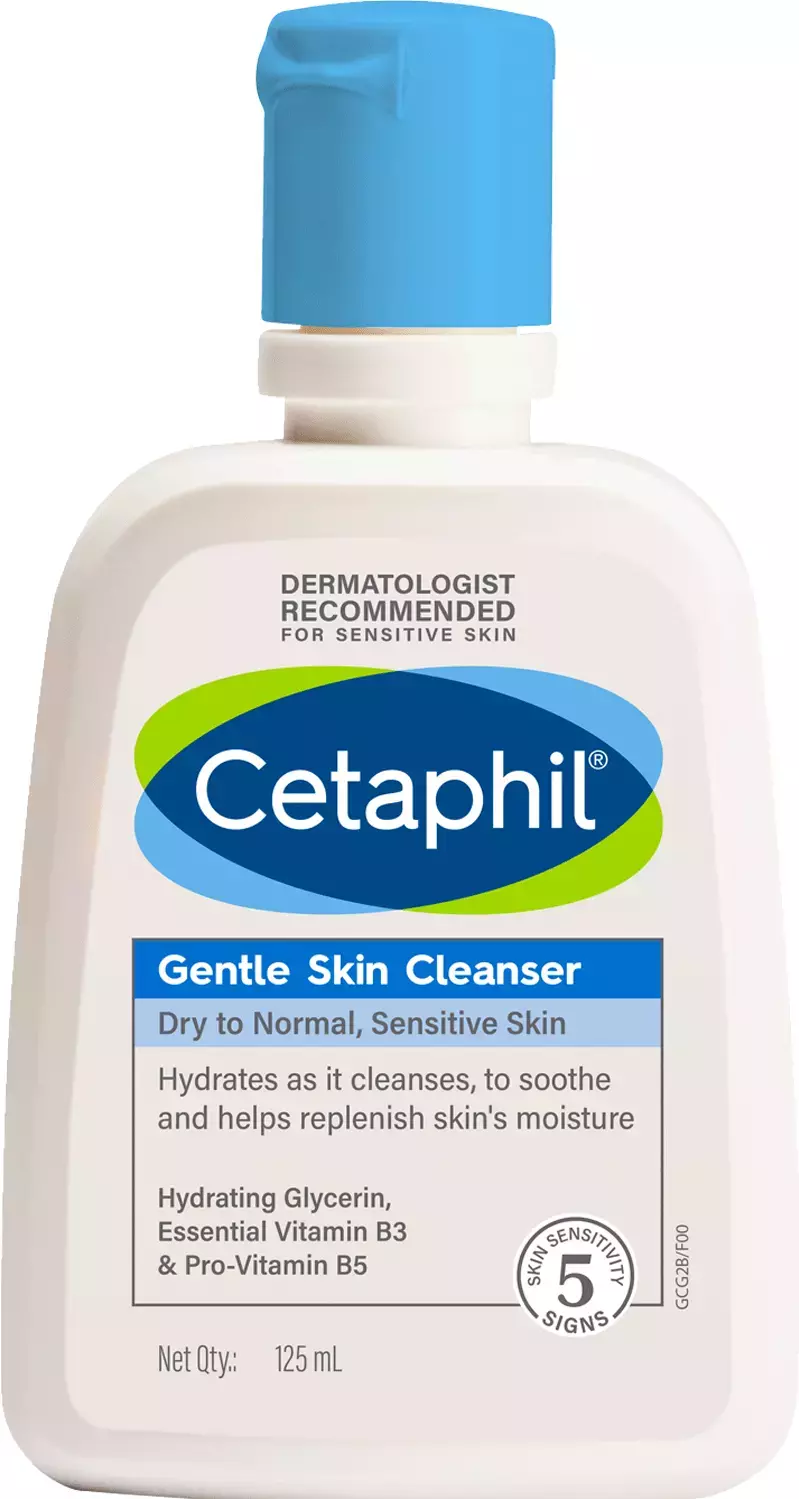 DERMATOLOGIST
RECOMMENDED
FOR SENSITIVE SKIN
Cetaphil®
Gentle Skin Cleanser
Dry to Normal, Sensitive Skin
Hydrates as it cleanses, to soothe
and helps replenish skin's moisture
Hydrating Glycerin,
Essential Vitamin B3
& Pro-Vitamin B5
SKIN SENSITIVITY
5
SIGNS
GCG2B/F00
Net Qty.: 125 mL